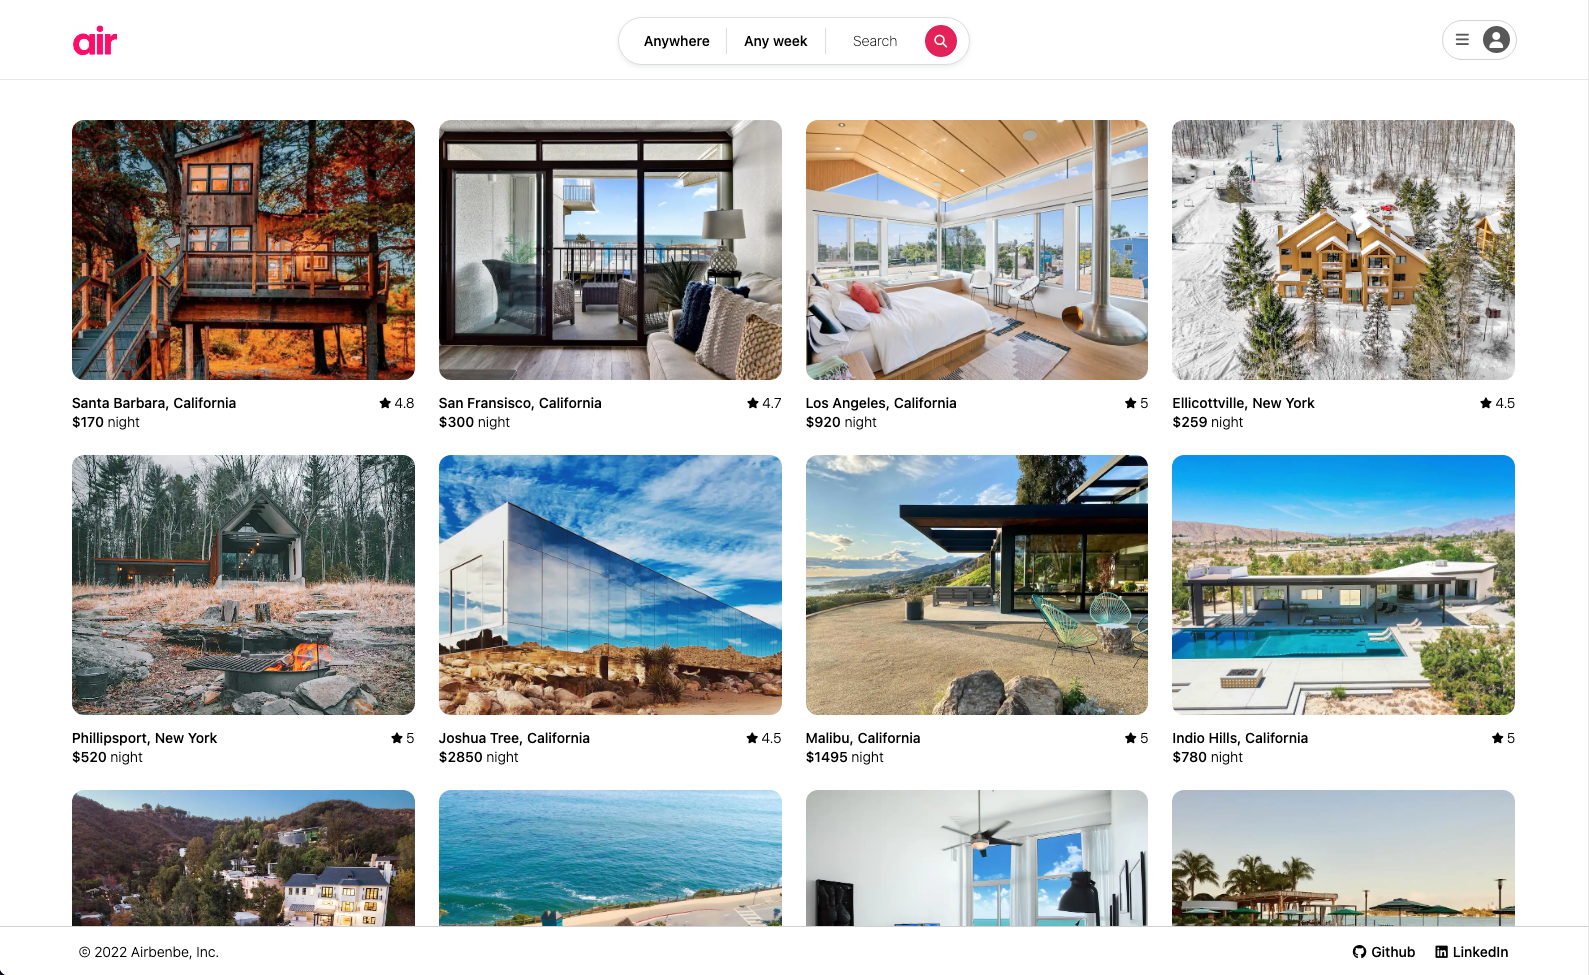 air
Anywhere
Any week
Search
Santa Barbara, California
4.8
$170 night
San Fransisco, California
4.7
$300 night
Los Angeles, California
5
$920 night
Ellicottville, New York
4.5
$259 night
Phillipsport, New York
5
$520 night
Joshua Tree, California
4.5
$2850 night
Malibu, California
5
$1495 night
Indio Hills, California
5
$780 night
© 2022 Airbenbe, Inc.
Github
LinkedIn